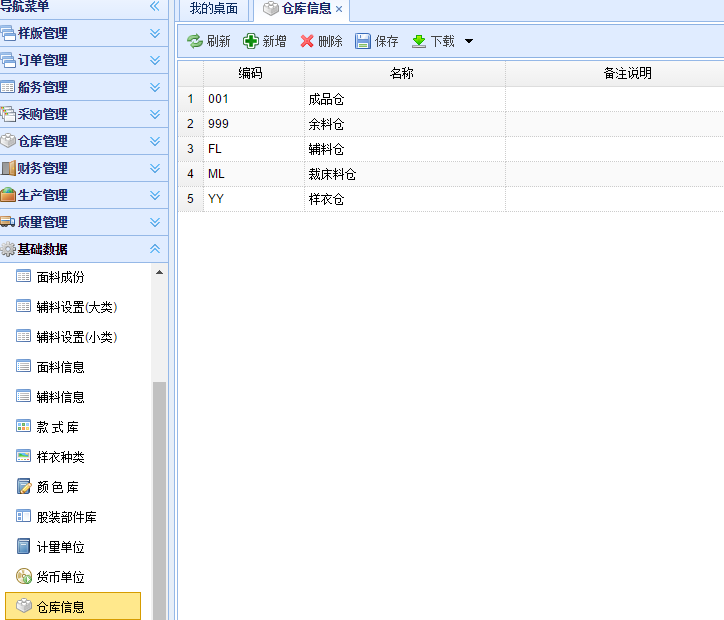 导航菜单
样版管理
订单管理
船务管理
采购管理
仓库管理
财务管理
生产管理
质量管理
基础数据
面料成份
辅料设置(大类)
辅料设置(小类)
面料信息
辅料信息
款式库
样衣种类
颜色库
服装部件库
计量单位
货币单位
仓库信息
我的桌面 仓库信息 ×
刷新 新增 删除 保存 下载
编码 名称 备注说明
1 001 成品仓
2 999 余料仓
3 FL 辅料仓
4 ML 裁床料仓
5 YY 样衣仓